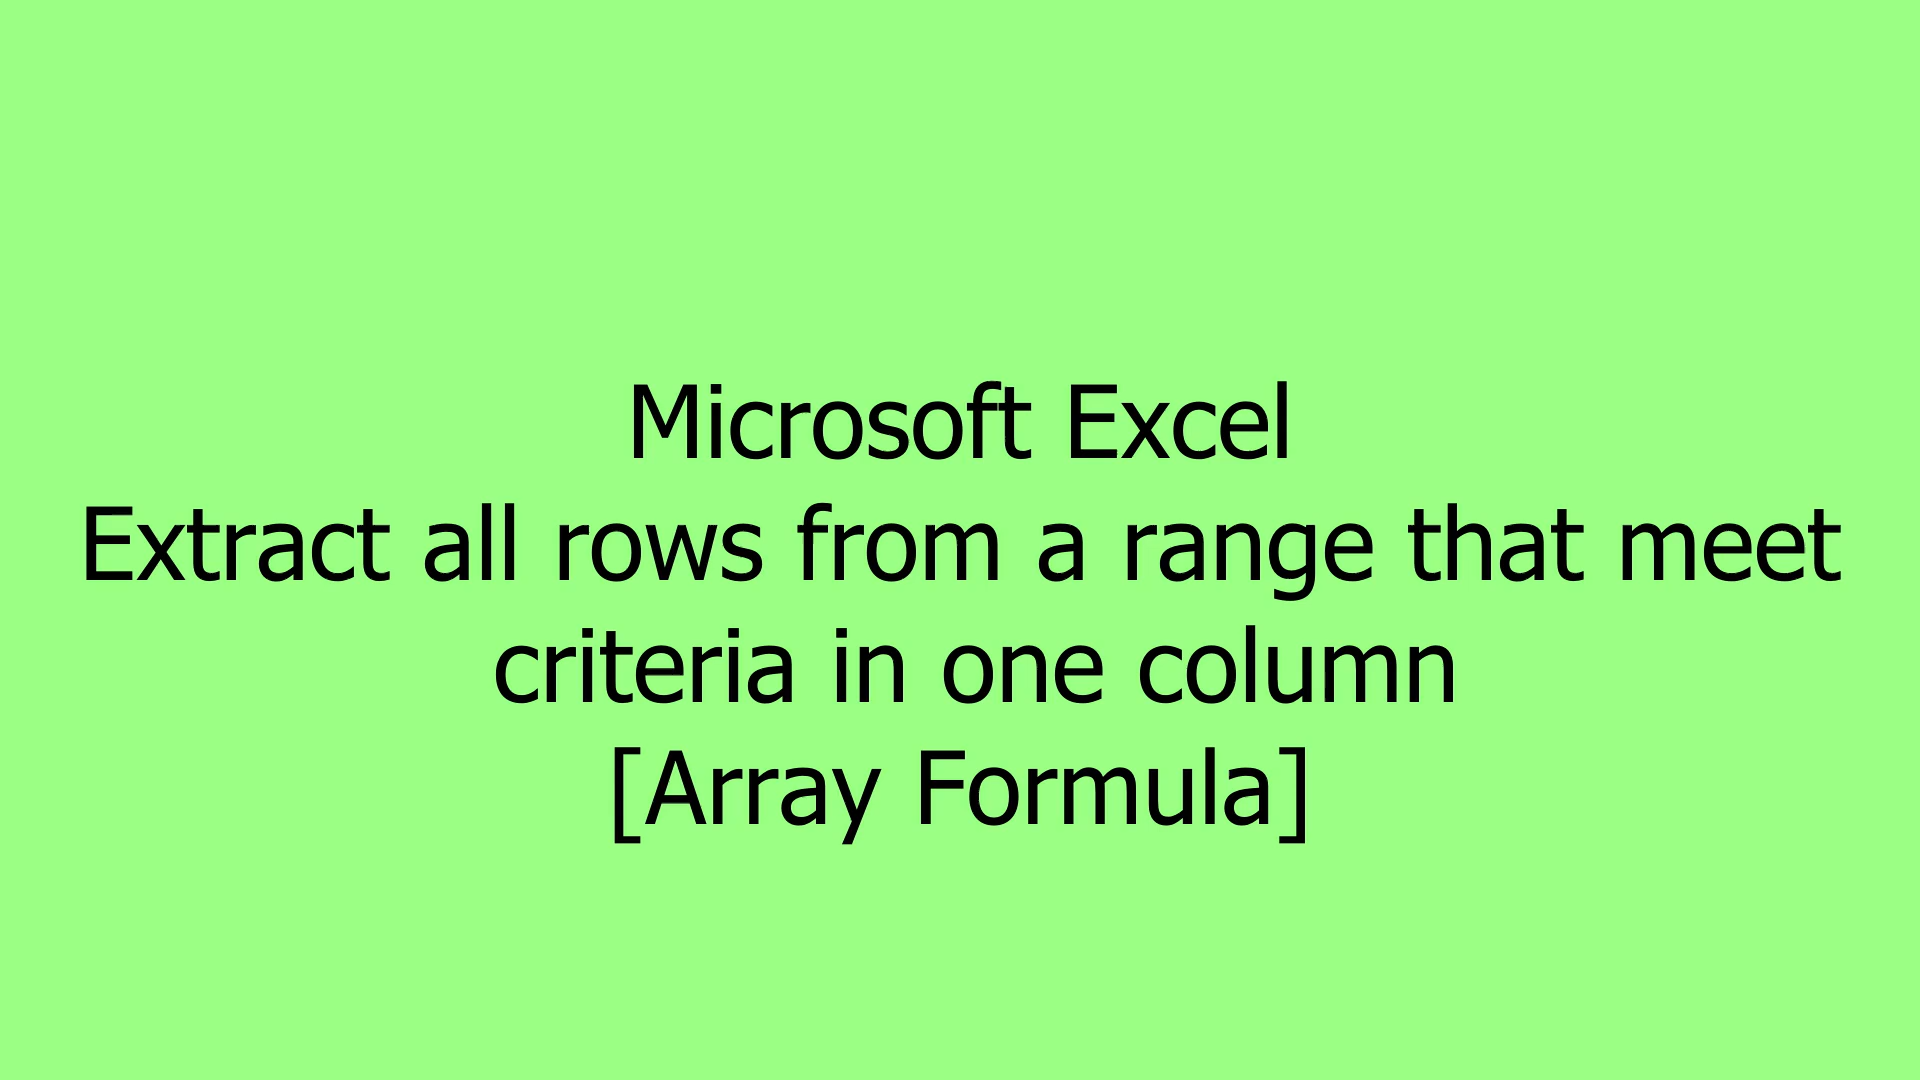 Microsoft Excel
Extract all rows from a range that meet
criteria in one column
[Array Formula]